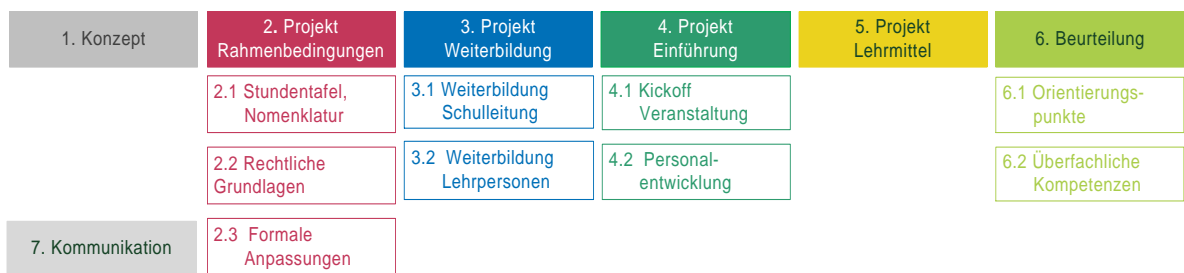 1. Konzept
2. Projekt
Rahmenbedingungen
3. Projekt
Weiterbildung
4. Projekt
Einführung
5. Projekt
Lehrmittel
6. Beurteilung
2.1 Stundentafel,
Nomenklatur
3.1 Weiterbildung
Schulleitung
4.1 Kickoff
Veranstaltung
6.1 Orientierungs-
punkte
2.2 Rechtliche
Grundlagen
3.2 Weiterbildung
Lehrpersonen
4.2 Personal-
entwicklung
6.2 Überfachliche
Kompetenzen
7. Kommunikation
2.3 Formale
Anpassungen